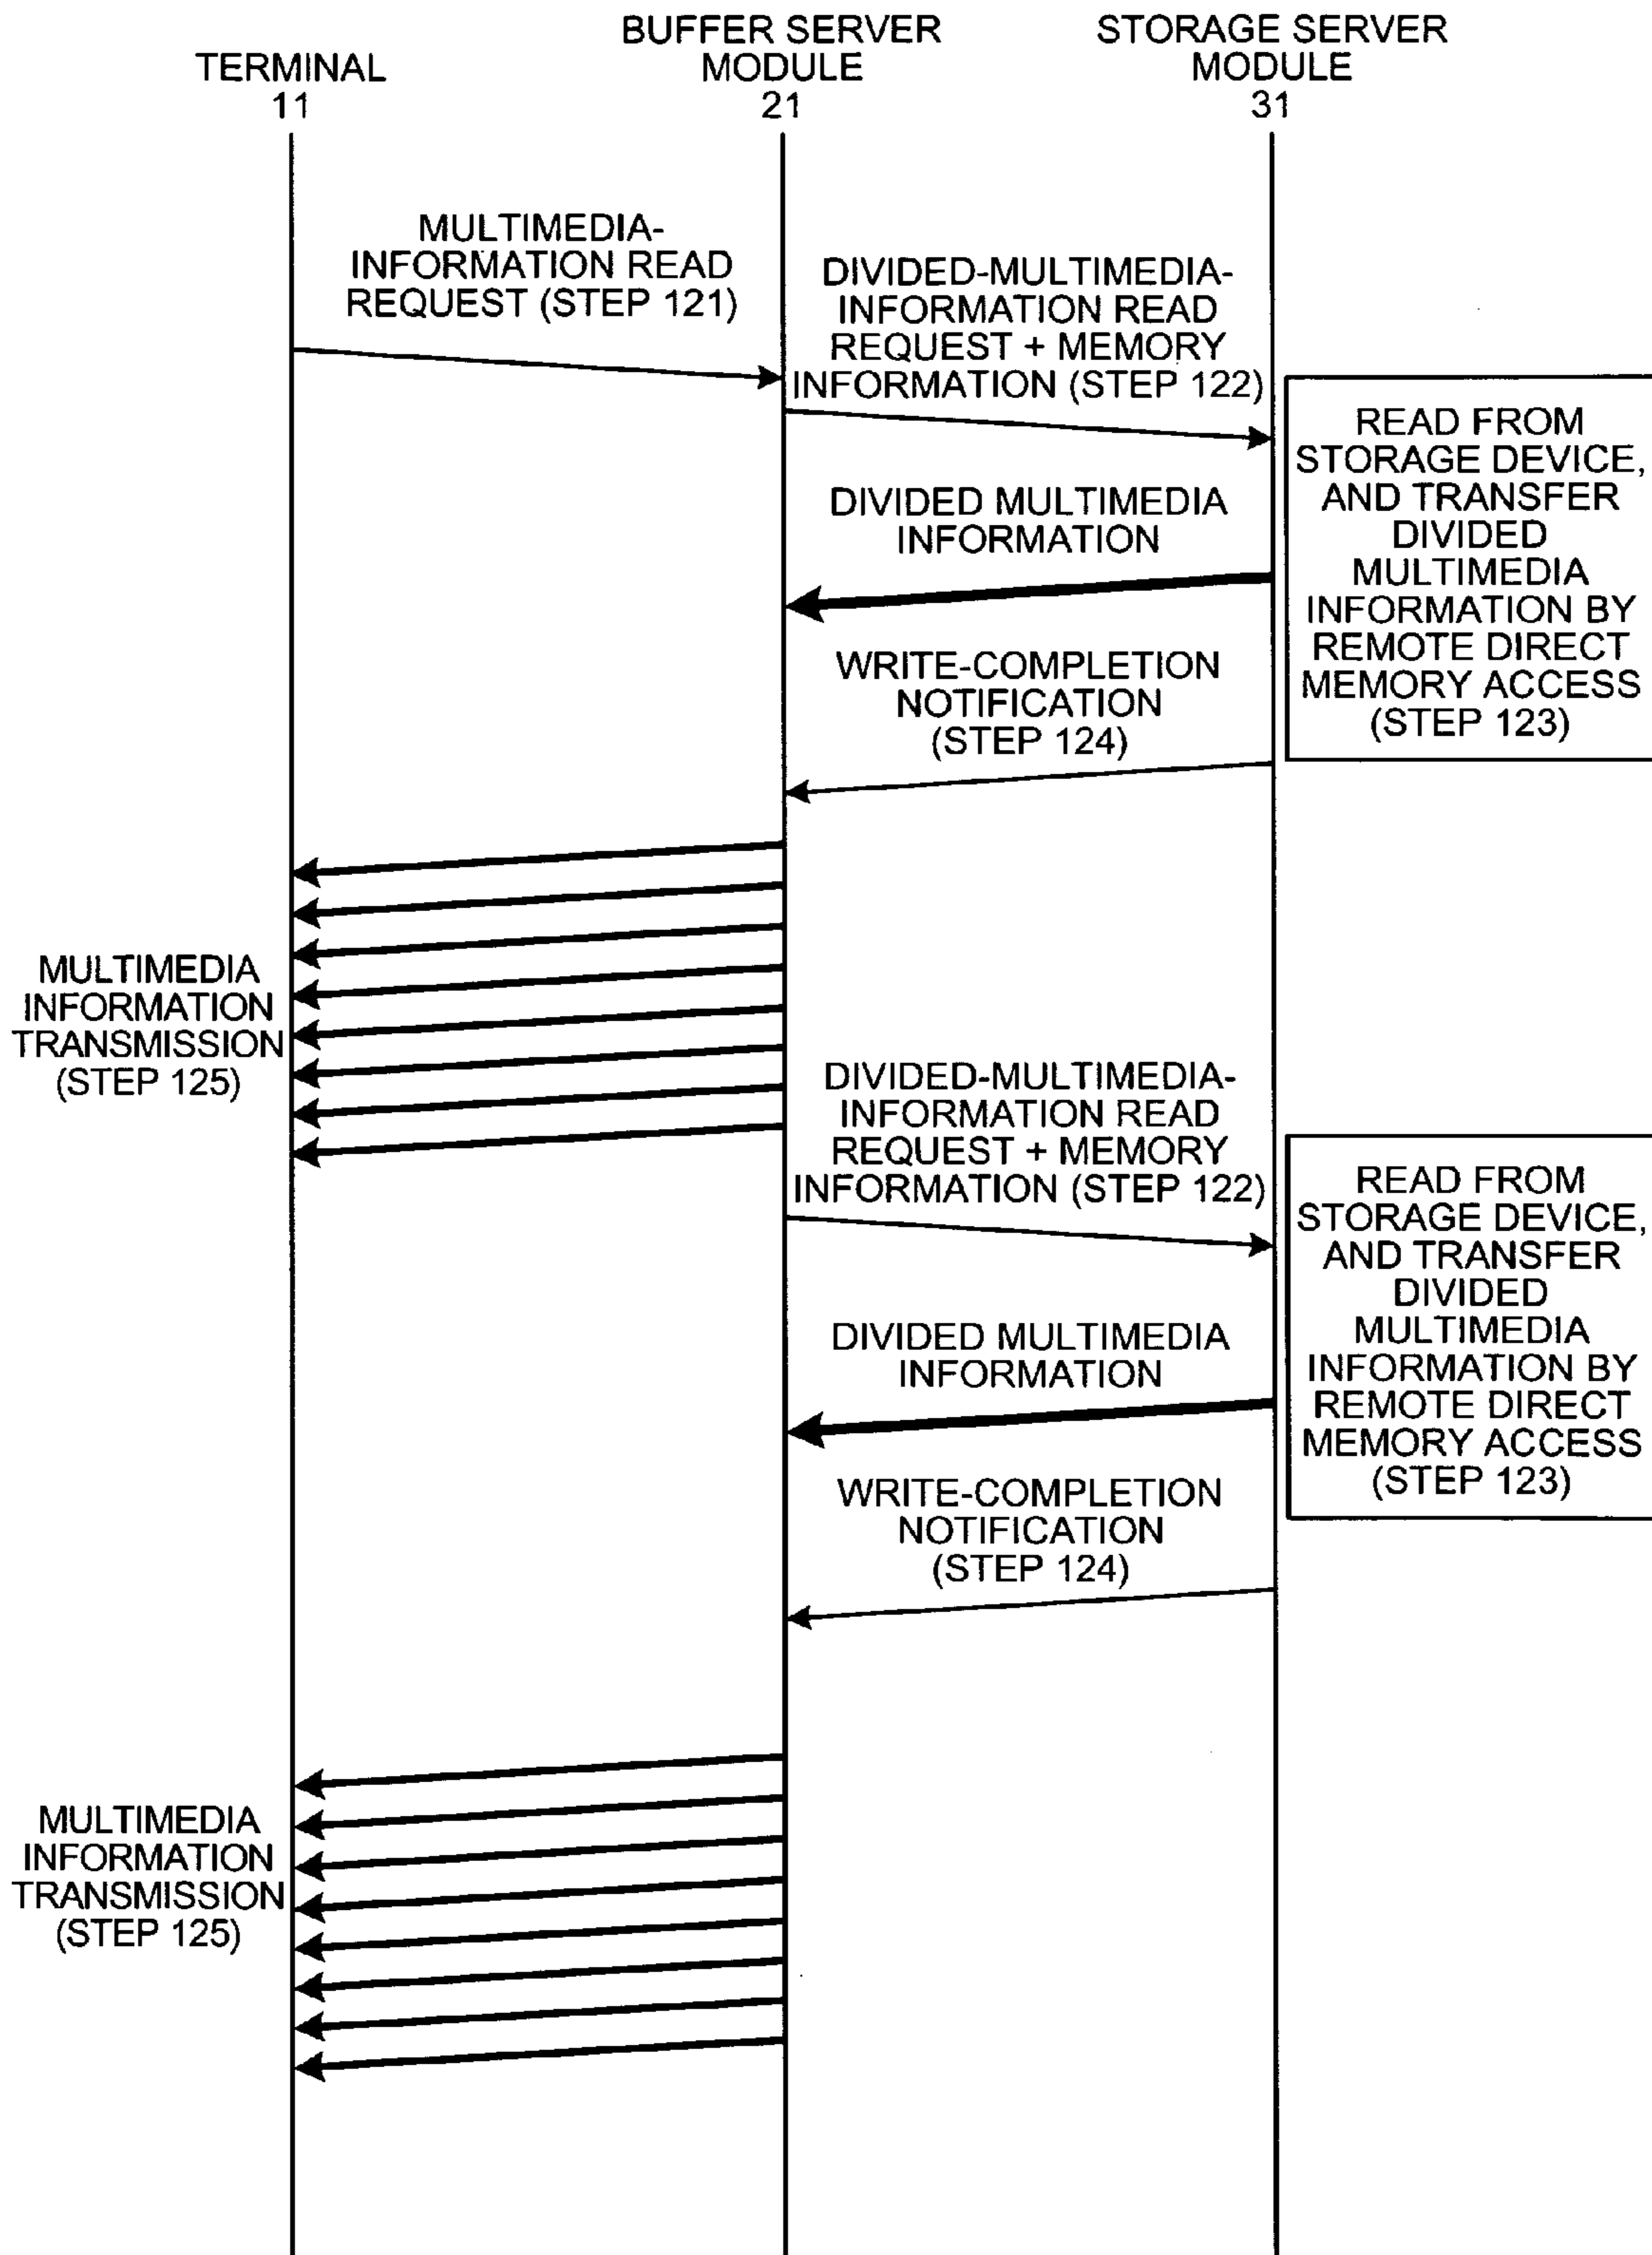 TERMINAL
11
BUFFER SERVER
MODULE
21
STORAGE SERVER
MODULE
31
MULTIMEDIA-
INFORMATION READ
REQUEST (STEP 121)
DIVIDED-MULTIMEDIA-
INFORMATION READ
REQUEST + MEMORY
INFORMATION (STEP 122)
READ FROM
STORAGE DEVICE,
AND TRANSFER
DIVIDED
MULTIMEDIA
INFORMATION BY
REMOTE DIRECT
MEMORY ACCESS
(STEP 123)
DIVIDED MULTIMEDIA
INFORMATION
WRITE-COMPLETION
NOTIFICATION
(STEP 124)
MULTIMEDIA
INFORMATION
TRANSMISSION
(STEP 125)
DIVIDED-MULTIMEDIA-
INFORMATION READ
REQUEST + MEMORY
INFORMATION (STEP 122)
READ FROM
STORAGE DEVICE,
AND TRANSFER
DIVIDED
MULTIMEDIA
INFORMATION BY
REMOTE DIRECT
MEMORY ACCESS
(STEP 123)
DIVIDED MULTIMEDIA
INFORMATION
WRITE-COMPLETION
NOTIFICATION
(STEP 124)
MULTIMEDIA
INFORMATION
TRANSMISSION
(STEP 125)